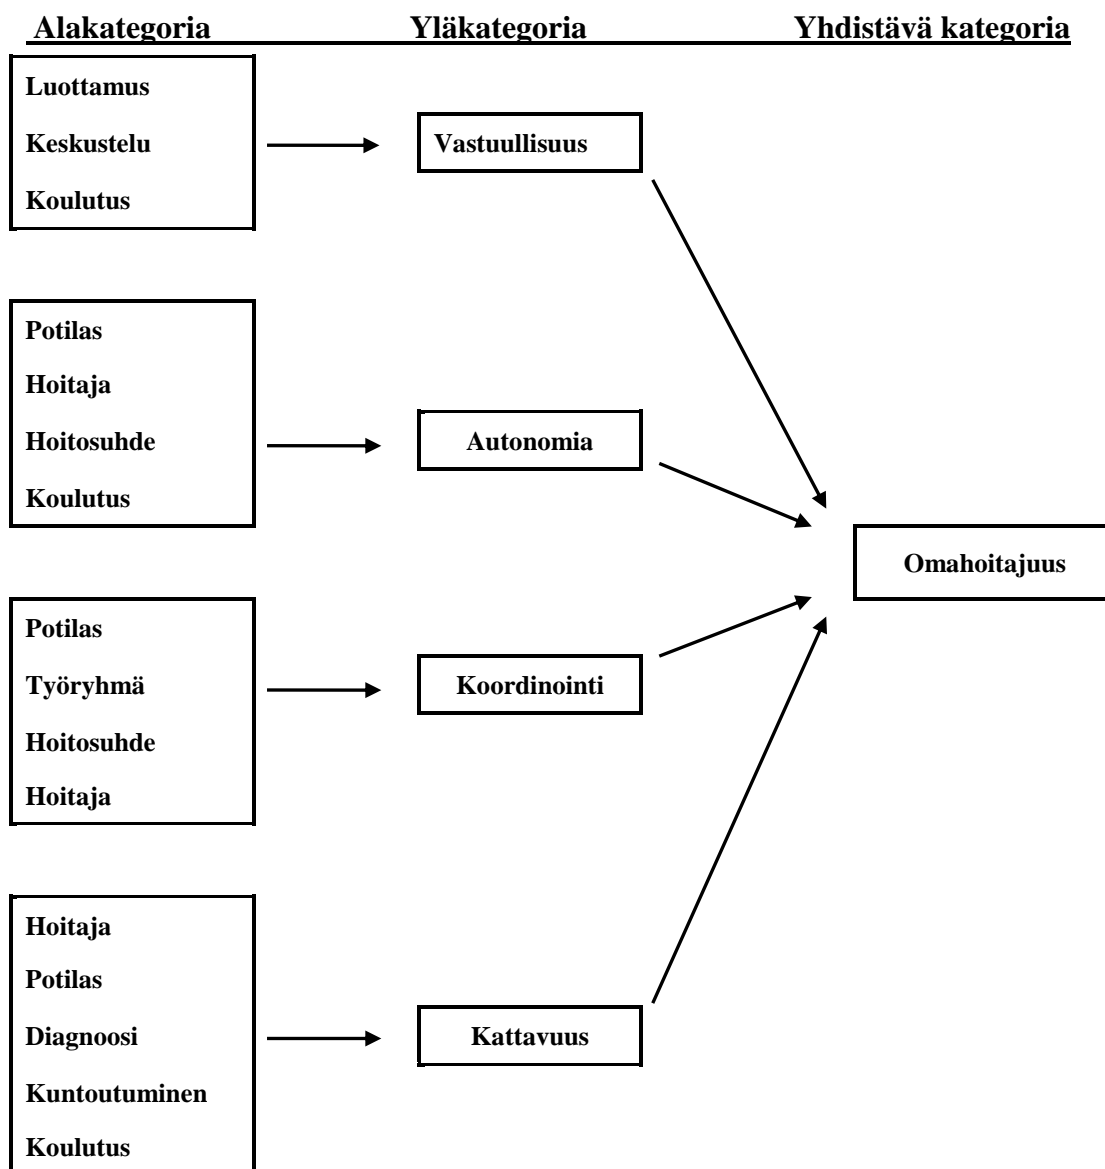 Alakategoria Yläkategoria Yhdistävä kategoria
Luottamus
Keskustelu
Koulutus
Vastuullisuus
Potilas
Hoitaja
Hoitosuhde
Koulutus
Autonomia
Potilas
Työryhmä
Hoitosuhde
Hoitaja
Koordinointi
Hoitaja
Potilas
Diagnoosi
Kuntoutuminen
Koulutus
Kattavuus
Omahoitajuus